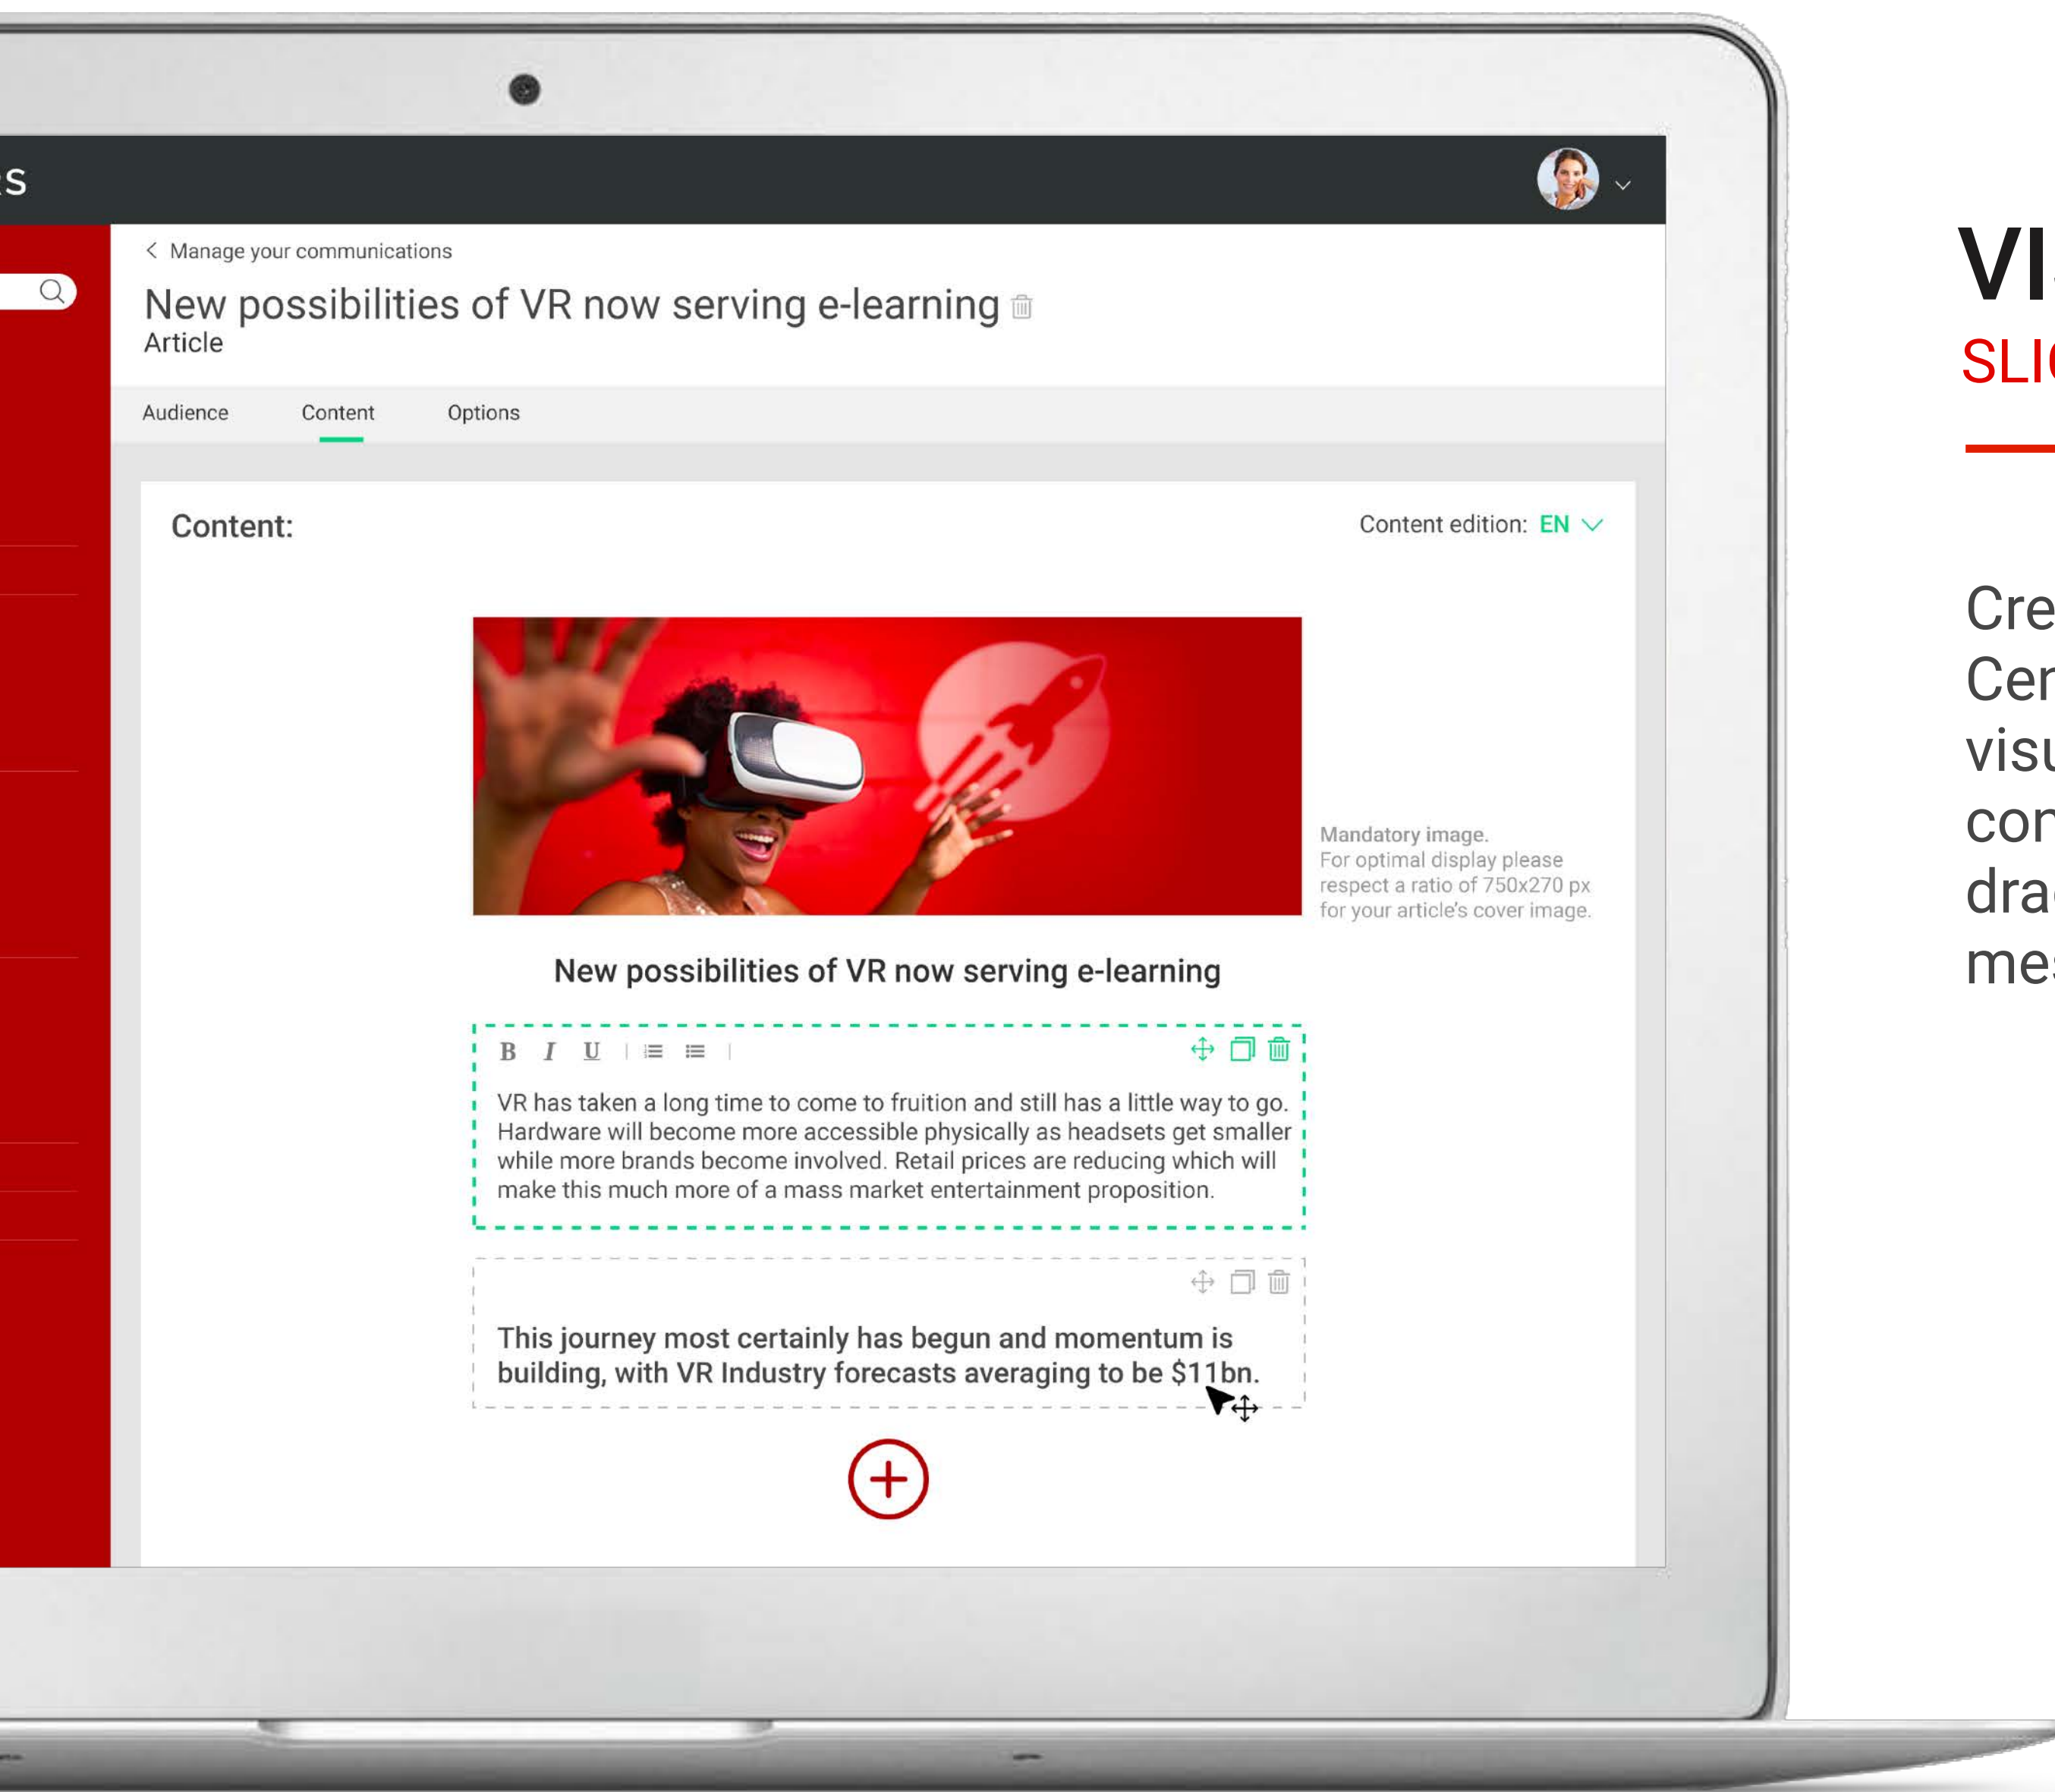 < Manage your communications
New possibilities of VR now serving e-learning
Article
Audience Content Options
Content:
Content edition: EN
Mandatory image.
For optimal display please
respect a ratio of 750x270 px
for your article's cover image.
New possibilities of VR now serving e-learning
B I U
VR has taken a long time to come to fruition and still has a little way to go.
Hardware will become more accessible physically as headsets get smaller
while more brands become involved. Retail prices are reducing which will
make this much more of a mass market entertainment proposition.
This journey most certainly has begun and momentum is
building, with VR Industry forecasts averaging to be $11bn.